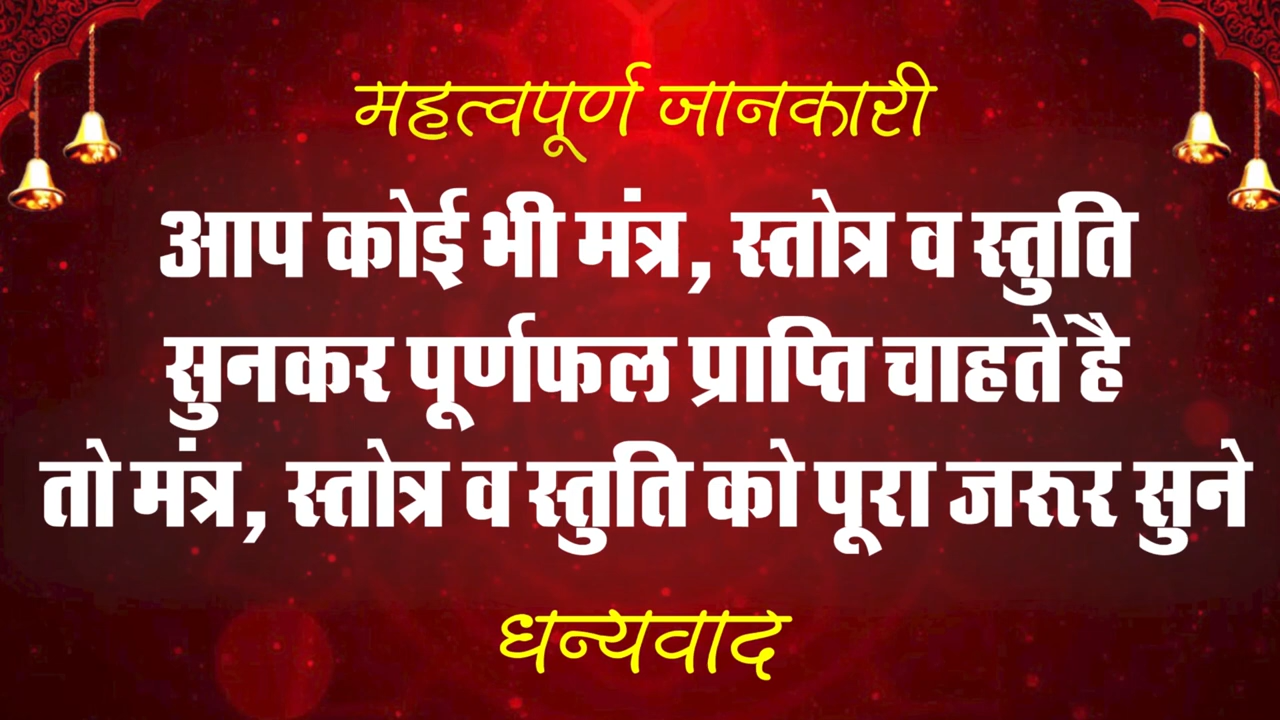 महत्वपूर्ण जानकारी
आप कोई भी मंत्र, स्तोत्र व स्तुति
सुनकर पूर्णफल प्राप्ति चाहते है
तो मंत्र, स्तोत्र व स्तुति को पूरा जरूर सुने
धन्यवाद